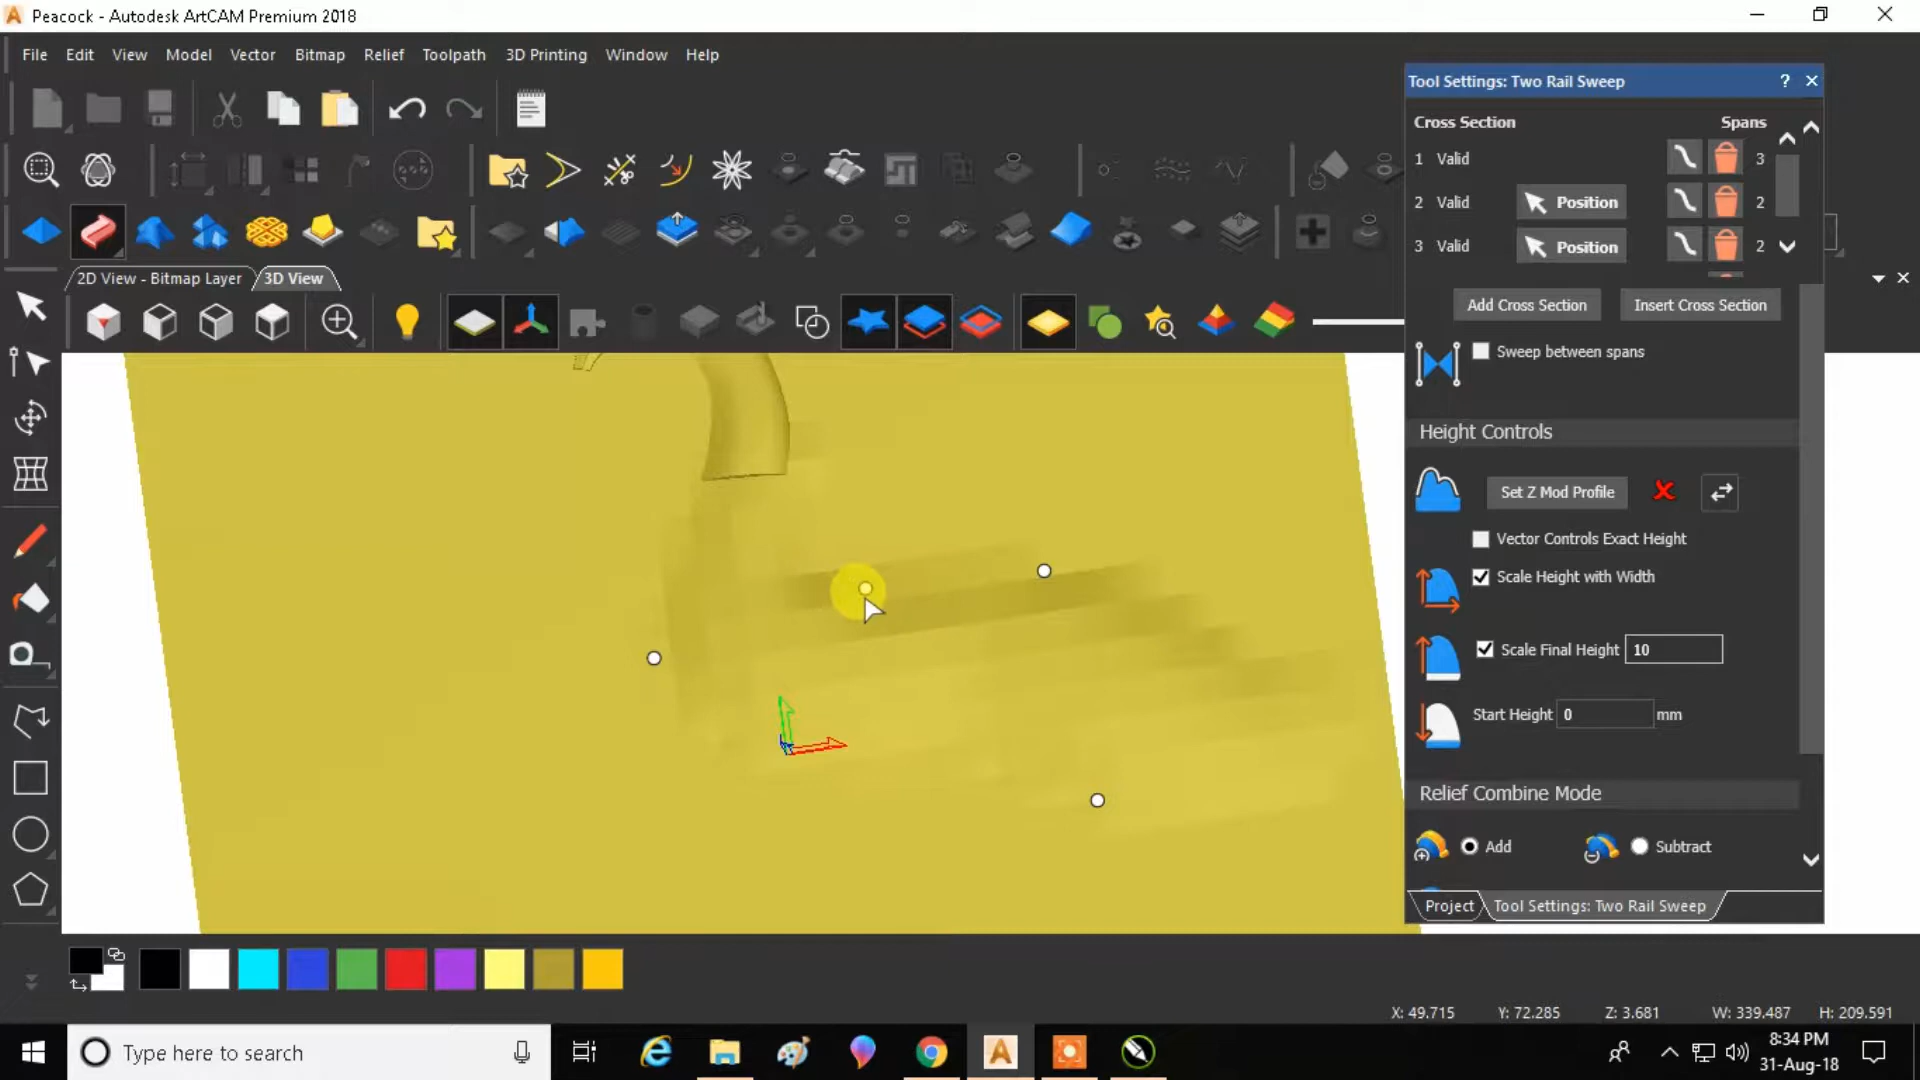 Peacock - Autodesk ArtCAM Premium 2018
File Edit View Model Vector Bitmap Relief Toolpath 3D Printing Window Help
2D View - Bitmap Layer 3D View
Tool Settings: Two Rail Sweep ?
Cross Section Spans
1 Valid 3
2 Valid Position 2
3 Valid Position 2
Add Cross Section Insert Cross Section
Sweep between spans
Height Controls
Set Z Mod Profile
Vector Controls Exact Height
Scale Height with Width
Scale Final Height 10
Start Height 0 mm
Relief Combine Mode
Add Subtract
Project Tool Settings: Two Rail Sweep
X: 49.715 Y: 72.285 Z: 3.681 W: 339.487 H: 209.591
Type here to search
8:34 PM
31-Aug-18